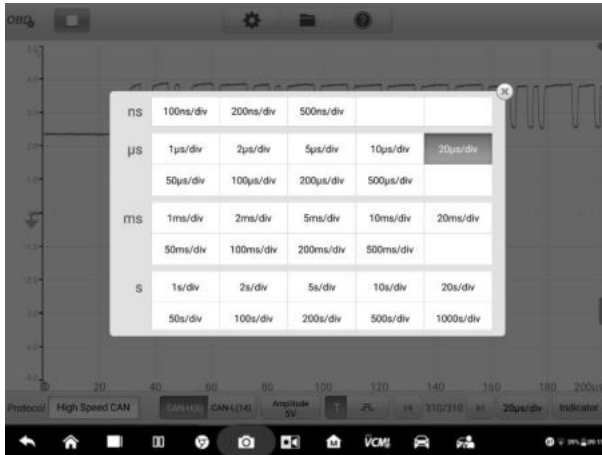 OBD
ns 100ns/div 200ns/div 500ns/div
µs 1µs/div 2µs/div 5µs/div 10µs/div 20µs/div
50µs/div 100µs/div 200µs/div 500µs/div
ms 1ms/div 2ms/div 5ms/div 10ms/div 20ms/div
50ms/div 100ms/div 200ms/div 500ms/div
s 1s/div 2s/div 5s/div 10s/div 20s/div
50s/div 100s/div 200s/div 500s/div 1000s/div
20 40 60 80 100 120 140 160 180 200µs
Protocol High Speed CAN CAN-H(6) CAN-L(14) Amplitude T 310/310 20µs/div Indicator
5V
VCMI